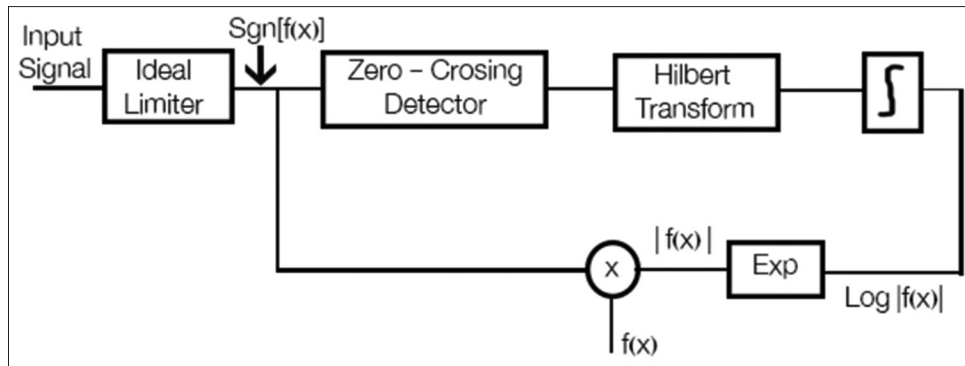 Input
Signal
Ideal
Limiter
Sgn[f(x)]
Zero – Crosing
Detector
Hilbert
Transform
∫
x
| f(x) |
Exp
Log |f(x)|
f(x)